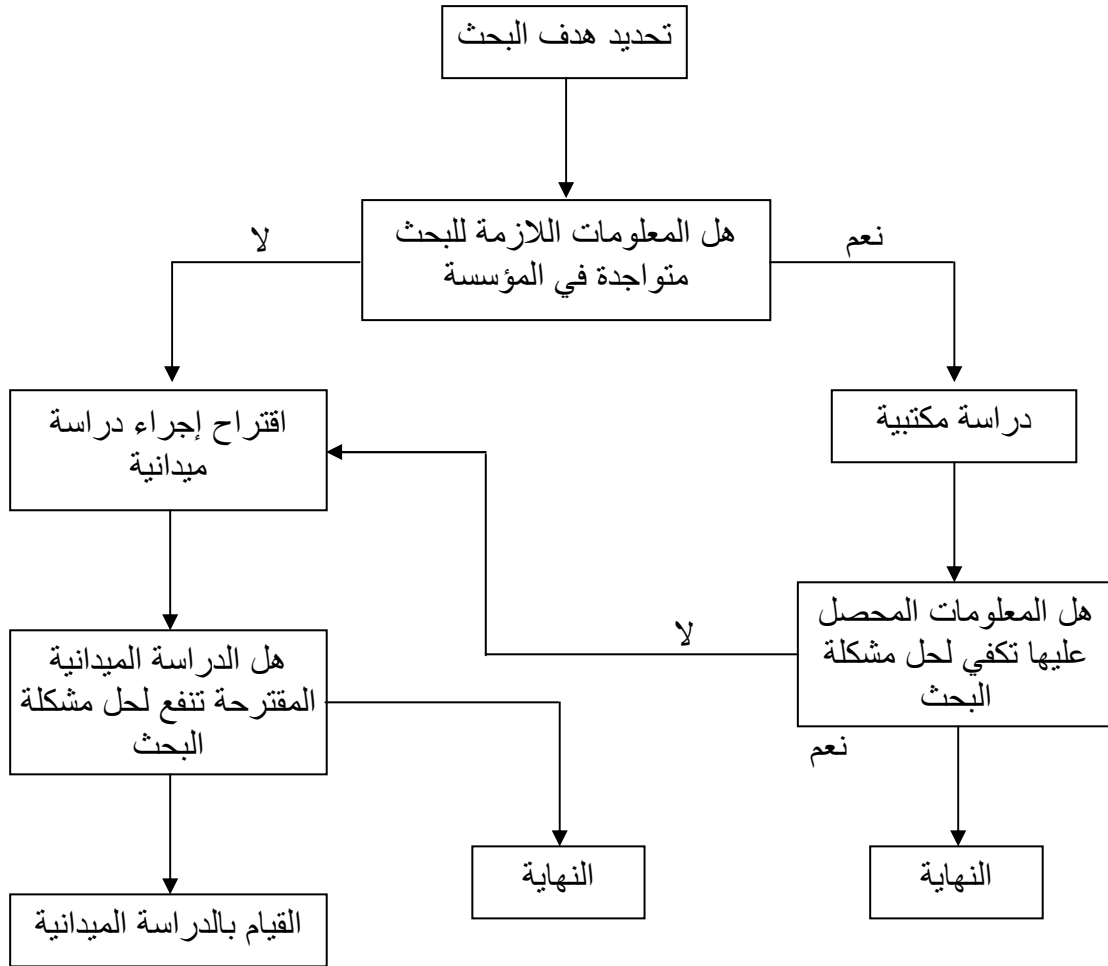 تحديد هدف البحث
هل المعلومات اللازمة للبحث
متواجدة في المؤسسة
نعم
لا
دراسة مكتبية
اقتراح إجراء دراسة
ميدانية
هل المعلومات المحصل
عليها تكفي لحل مشكلة
البحث
لا
هل الدراسة الميدانية
المقترحة تنفع لحل مشكلة
البحث
نعم
النهاية
النهاية
القيام بالدراسة الميدانية